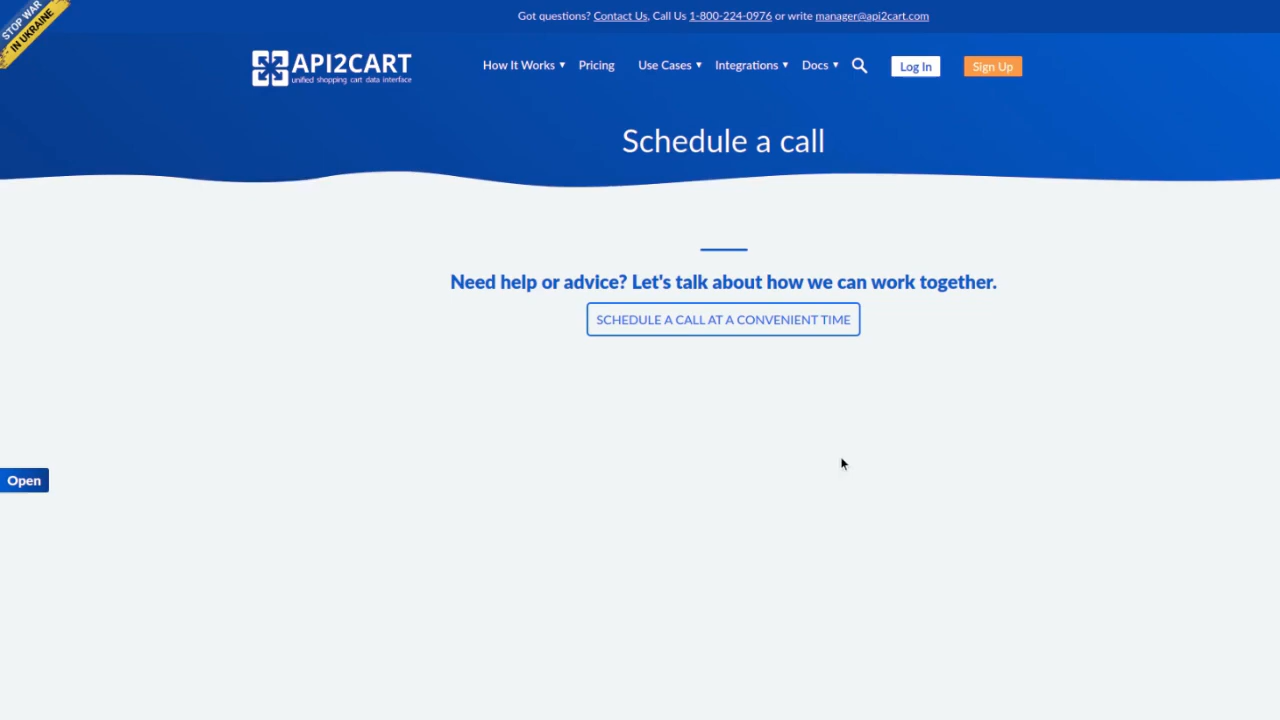 STOP WAR
IN UKRAINE
Got questions? Contact Us, Call Us 1-800-224-0976 or write manager@api2cart.com
API2CART
unified shopping cart data interface
How It Works ▼ Pricing Use Cases ▼ Integrations ▼ Docs ▼ Log In Sign Up
Schedule a call
Need help or advice? Let's talk about how we can work together.
SCHEDULE A CALL AT A CONVENIENT TIME
Open